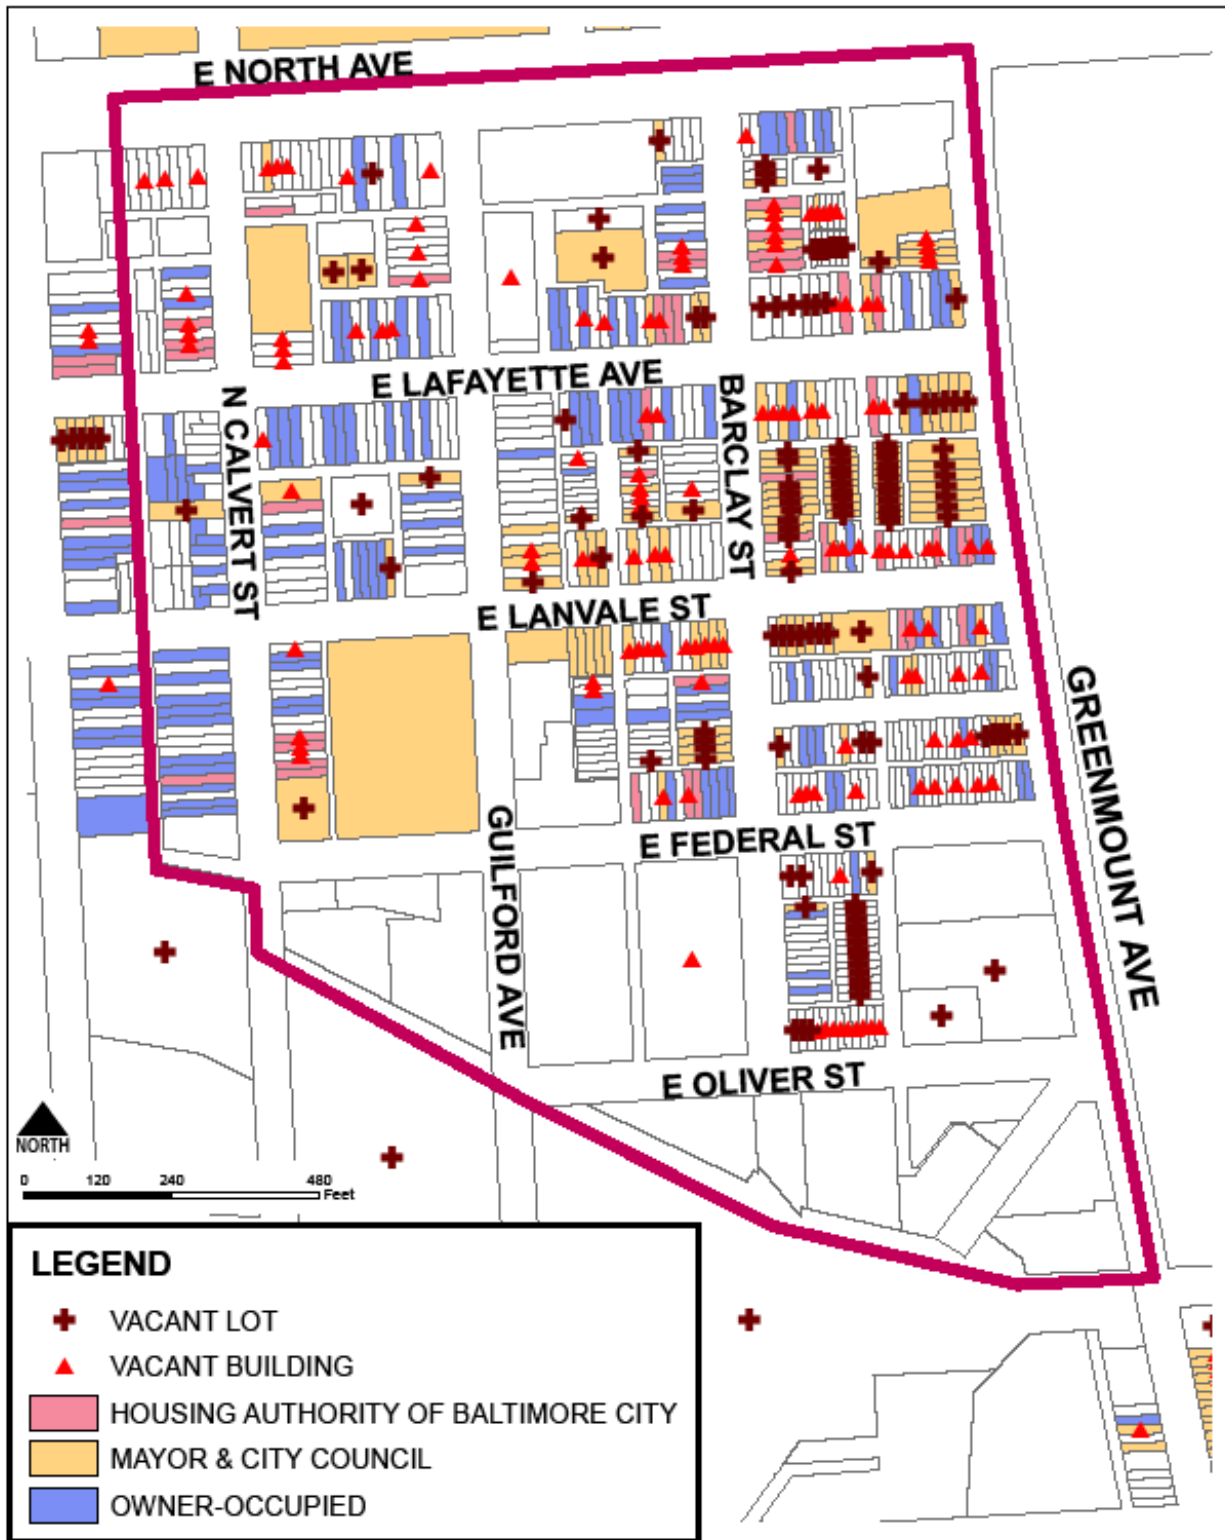 E NORTH AVE
E LAFAYETTE AVE
N CALVERT ST
BARCLAY ST
E LANVALE ST
GREENMOUNT AVE
E FEDERAL ST
GUILFORD AVE
E OLIVER ST
NORTH
0 120 240 480
Feet
LEGEND
VACANT LOT
VACANT BUILDING
HOUSING AUTHORITY OF BALTIMORE CITY
MAYOR & CITY COUNCIL
OWNER-OCCUPIED